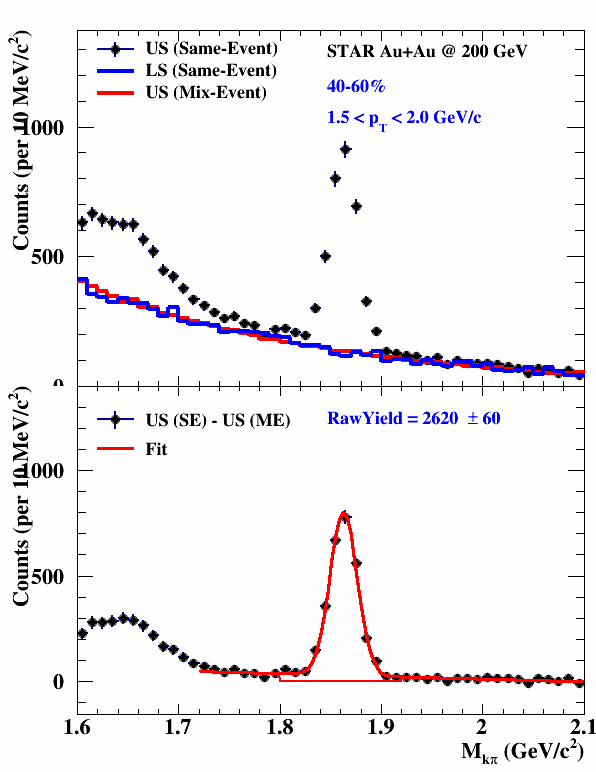 US (Same-Event)
LS (Same-Event)
US (Mix-Event)
STAR Au+Au @ 200 GeV
40-60%
1.5 < p_T < 2.0 GeV/c
Counts (per 10 MeV/c²)
1000
500
0
US (SE) - US (ME)
Fit
RawYield = 2620 ± 60
Counts (per 10 MeV/c²)
1000
500
0
1.6 1.7 1.8 1.9 2 2.1
M_kπ (GeV/c²)